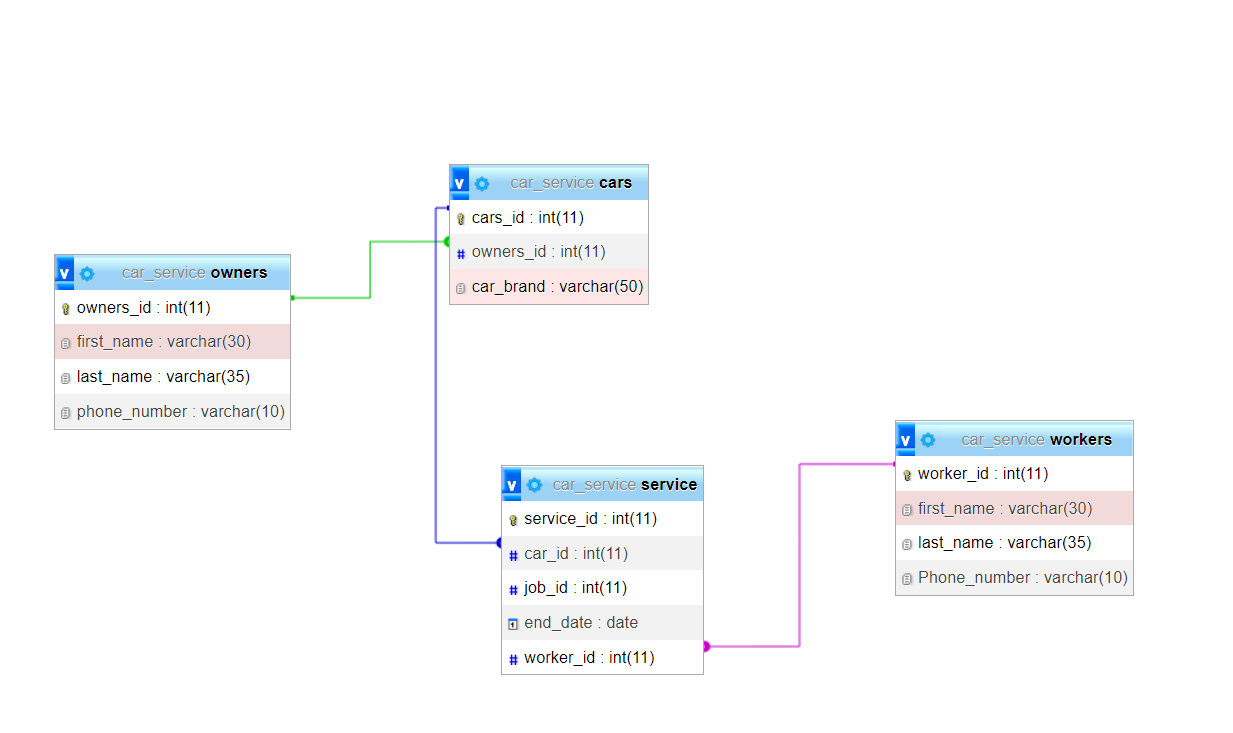 v car_service cars
cars_id : int(11)
# owners_id : int(11)
car_brand : varchar(50)
v car_service owners
owners_id : int(11)
first_name : varchar(30)
last_name : varchar(35)
phone_number : varchar(10)
v car_service service
service_id : int(11)
# car_id : int(11)
# job_id : int(11)
1 end_date : date
# worker_id : int(11)
v car_service workers
worker_id : int(11)
first_name : varchar(30)
last_name : varchar(35)
Phone_number : varchar(10)